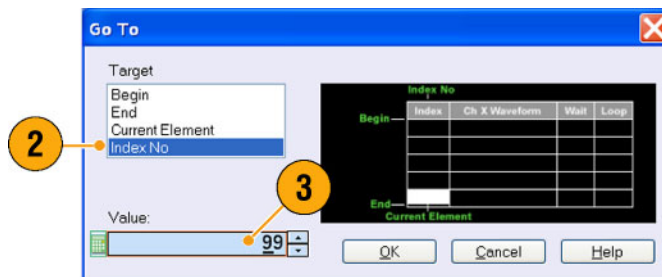 Go To
Target
Begin
End
Current Element
Index No
2
Value:
99
3
Index No
Begin
Index Ch X Waveform Wait Loop
End
Current Element
OK Cancel Help